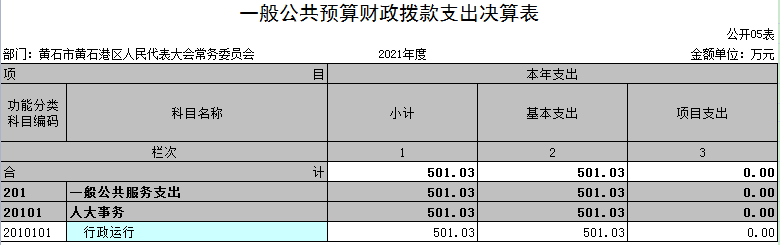 一般公共预算财政拨款支出决算表
公开05表
部门：黄石市黄石港区人民代表大会常务委员会 2021年度 金额单位：万元
项 目 本年支出
功能分类科目编码 科目名称 小计 基本支出 项目支出
栏次 1 2 3
合 计 501.03 501.03 0.00
201 一般公共服务支出 501.03 501.03 0.00
20101 人大事务 501.03 501.03 0.00
2010101 行政运行 501.03 501.03 0.00